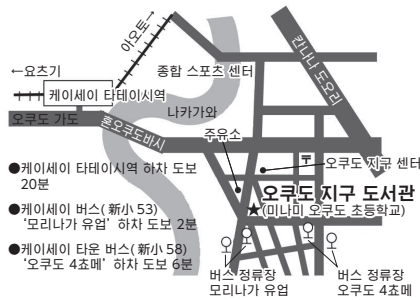 아오토→
칸나나 도오리
←요츠기
종합 스포츠 센터
케이세이 타테이시역
나카가와
오쿠도 가도
혼오쿠도바시
주유소
〒
오쿠도 지구 센터
오쿠도 지구 도서관
★(미나미 오쿠도 초등학교)
●케이세이 타테이시역 하차 도보
20분
●케이세이 버스(新小 53)
‘모리나가 유업’ 하차 도보 2분
●케이세이 타운 버스(新小 58)
‘오쿠도 4쵸메’ 하차 도보 6분
버스 정류장
모리나가 유업
버스 정류장
오쿠도 4쵸메